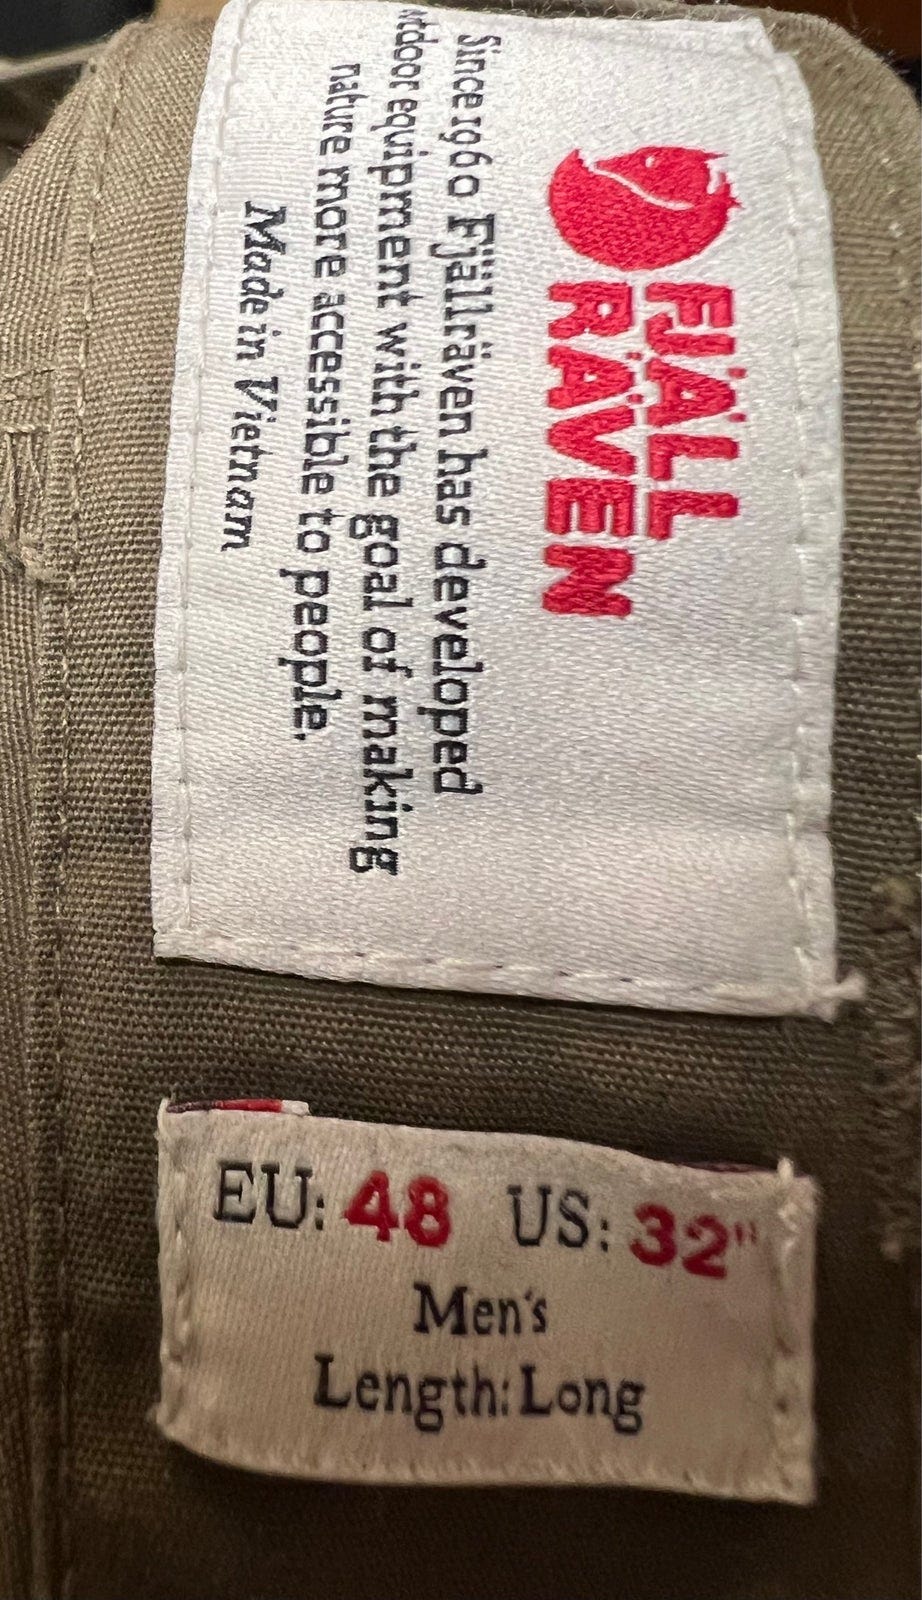 FJÄLL
RÄVEN
Since 1960 Fjällräven has developed
outdoor equipment with the goal of making
nature more accessible to people.
Made in Vietnam
EU: 48 US: 32"
Men's
Length: Long